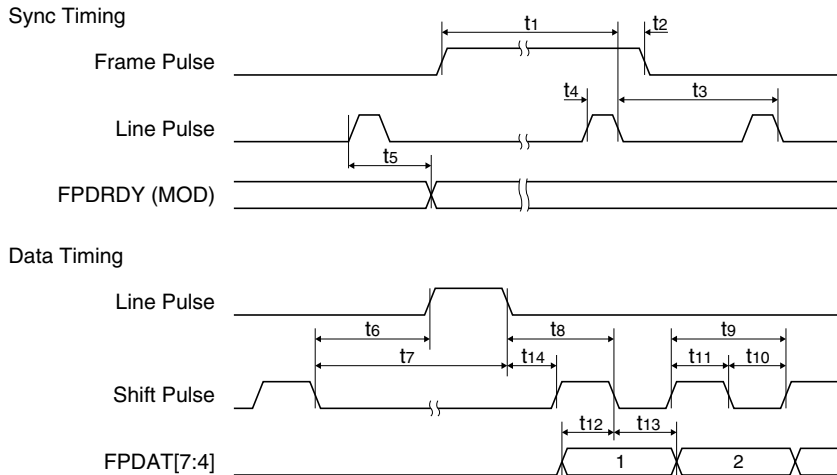 Sync Timing
t1 t2
Frame Pulse
t4 t3
Line Pulse
t5
FPDRDY (MOD)
Data Timing
Line Pulse
t6 t8 t9
t7 t14 t11 t10
Shift Pulse
t12 t13
FPDAT[7:4] 1 2